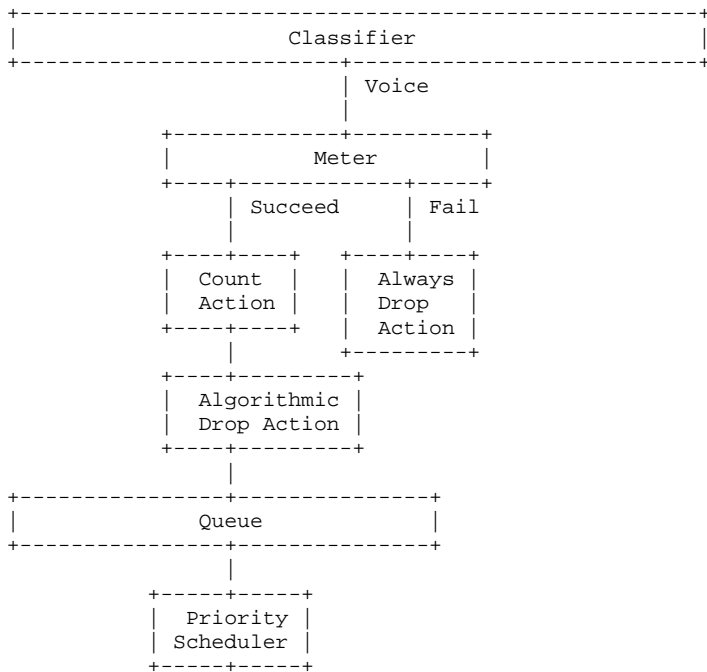 Classifier
Voice
Meter
Succeed Fail
Count Always
Action Drop
Action
Algorithmic
Drop Action
Queue
Priority
Scheduler